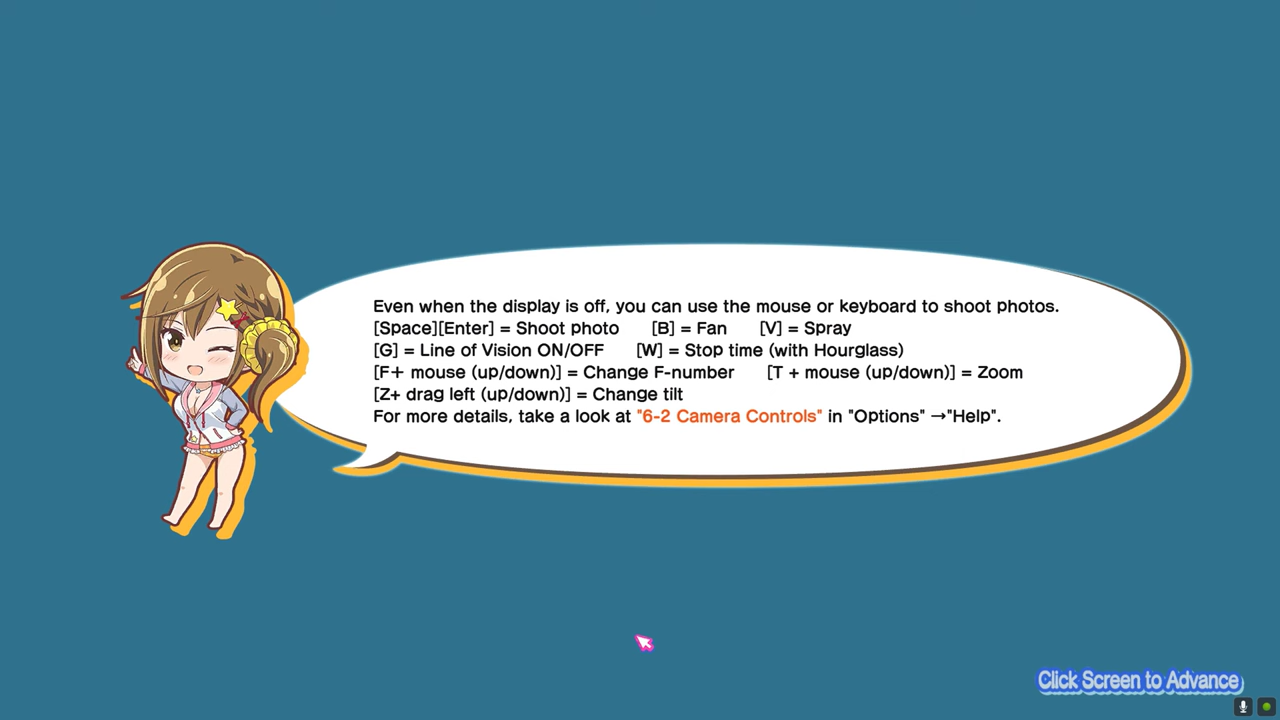 Even when the display is off, you can use the mouse or keyboard to shoot photos.
[Space][Enter] = Shoot photo [B] = Fan [V] = Spray
[G] = Line of Vision ON/OFF [W] = Stop time (with Hourglass)
[F+ mouse (up/down)] = Change F-number [T + mouse (up/down)] = Zoom
[Z+ drag left (up/down)] = Change tilt
For more details, take a look at "6-2 Camera Controls" in "Options" →"Help".
Click Screen to Advance